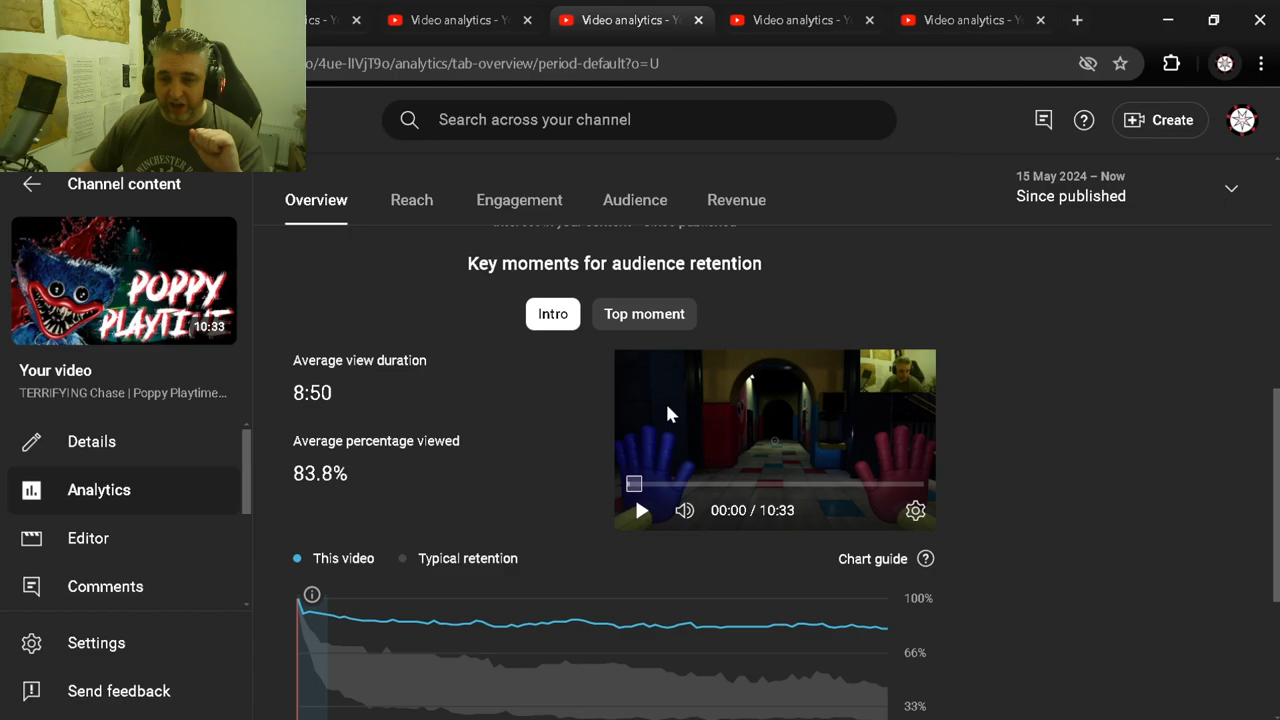 Video analytics - Y
Video analytics - Y
Video analytics - Y
Video analytics - Y
o/4ue-lIVjT9o/analytics/tab-overview/period-default?o=U
Search across your channel
Create
Channel content
15 May 2024 – Now
Since published
Overview
Reach
Engagement
Audience
Revenue
Key moments for audience retention
Intro
Top moment
POPPY
PLAYTIME
10:33
Your video
TERRIFYING Chase | Poppy Playtime...
Average view duration
8:50
Average percentage viewed
83.8%
00:00 / 10:33
Details
Analytics
Editor
Comments
Settings
Send feedback
This video
Typical retention
Chart guide
100%
66%
33%